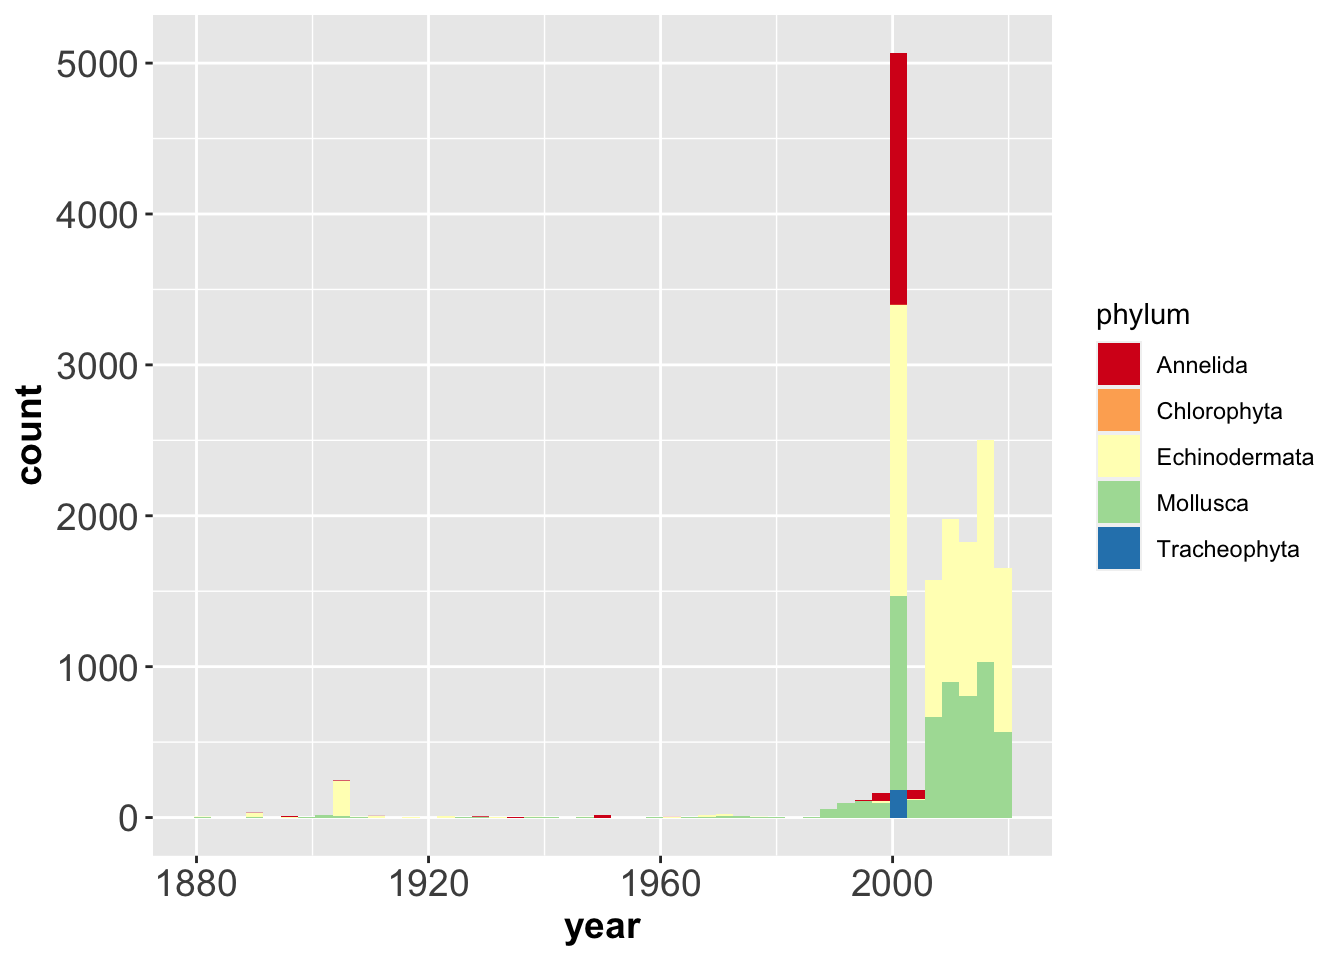 5000
4000
3000
2000
1000
0
count
1880 1920 1960 2000
year
phylum
Annelida
Chlorophyta
Echinodermata
Mollusca
Tracheophyta